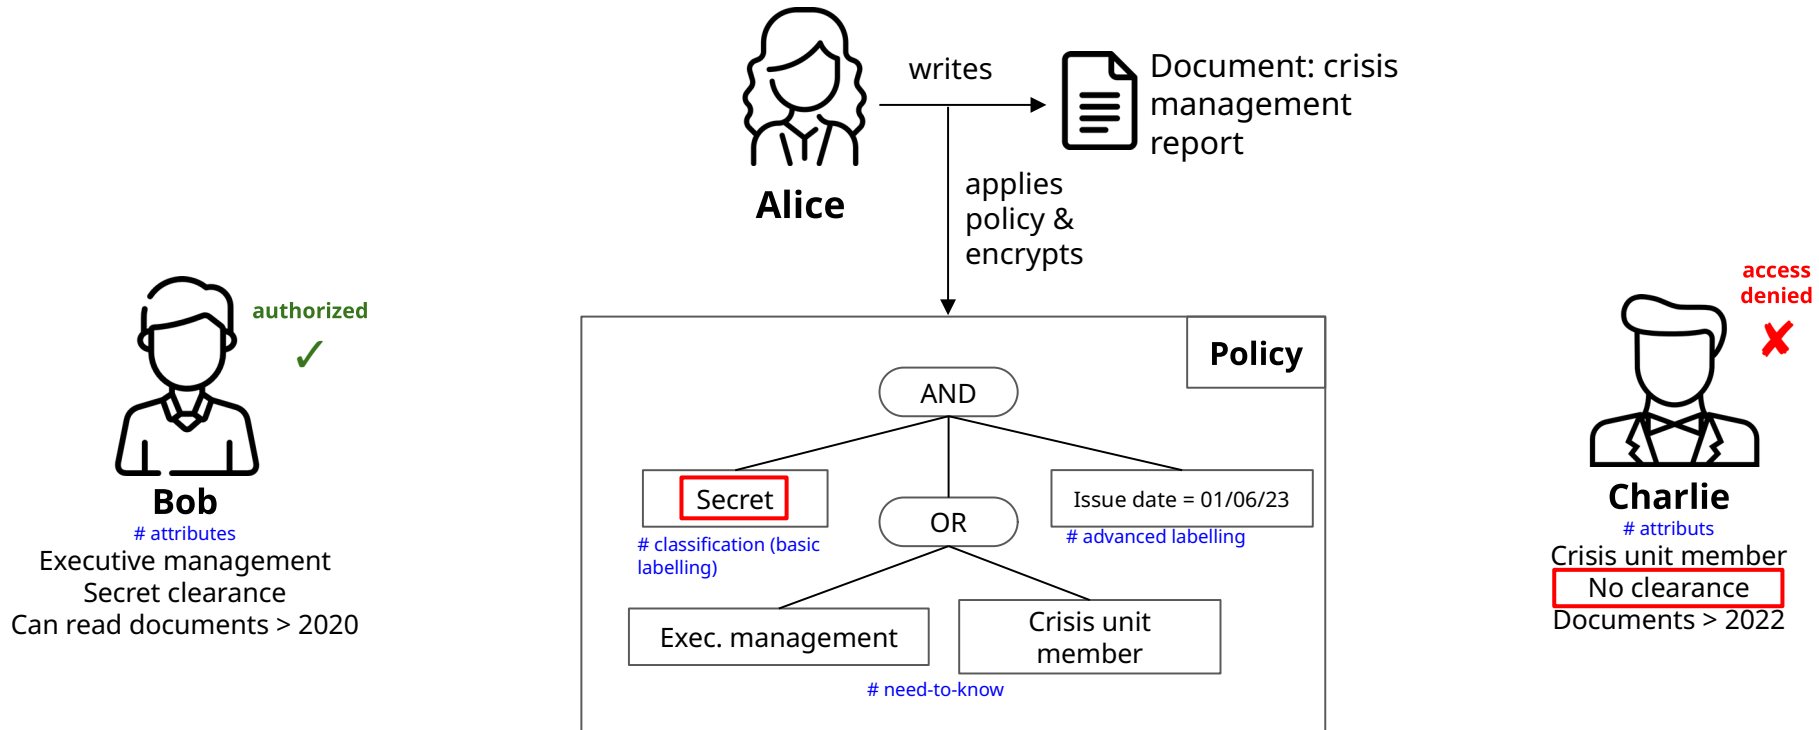 writes
Document: crisis
management
report
Alice
applies
policy &
encrypts
authorized
✓
Bob
# attributes
Executive management
Secret clearance
Can read documents > 2020
Policy
AND
Secret
# classification (basic
labelling)
OR
Issue date = 01/06/23
# advanced labelling
Exec. management
Crisis unit
member
# need-to-know
access
denied
✘
Charlie
# attributs
Crisis unit member
No clearance
Documents > 2022